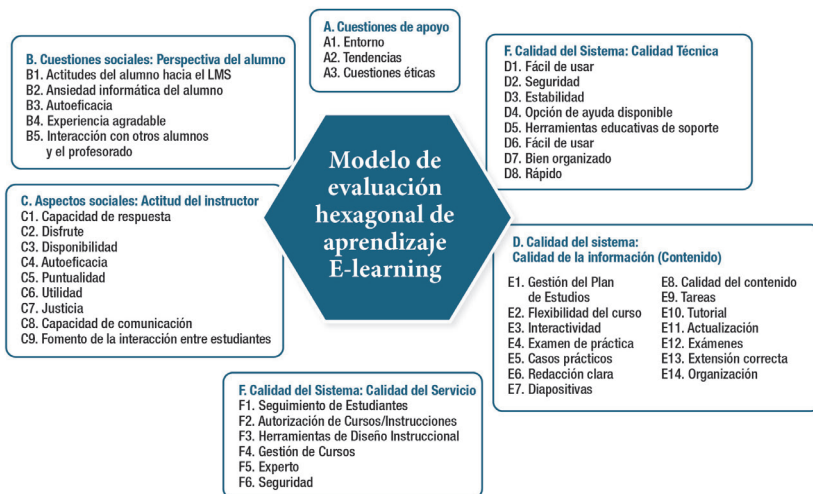 A. Cuestiones de apoyo
A1. Entorno
A2. Tendencias
A3. Cuestiones éticas
B. Cuestiones sociales: Perspectiva del alumno
B1. Actitudes del alumno hacia el LMS
B2. Ansiedad informática del alumno
B3. Autoeficacia
B4. Experiencia agradable
B5. Interacción con otros alumnos
y el profesorado
F. Calidad del Sistema: Calidad Técnica
D1. Fácil de usar
D2. Seguridad
D3. Estabilidad
D4. Opción de ayuda disponible
D5. Herramientas educativas de soporte
D6. Fácil de usar
D7. Bien organizado
D8. Rápido
Modelo de
evaluación
hexagonal de
aprendizaje
E-learning
C. Aspectos sociales: Actitud del instructor
C1. Capacidad de respuesta
C2. Disfrute
C3. Disponibilidad
C4. Autoeficacia
C5. Puntualidad
C6. Utilidad
C7. Justicia
C8. Capacidad de comunicación
C9. Fomento de la interacción entre estudiantes
D. Calidad del sistema:
Calidad de la información (Contenido)
E1. Gestión del Plan
de Estudios
E2. Flexibilidad del curso
E3. Interactividad
E4. Examen de práctica
E5. Casos prácticos
E6. Redacción clara
E7. Diapositivas
E8. Calidad del contenido
E9. Tareas
E10. Tutorial
E11. Actualización
E12. Exámenes
E13. Extensión correcta
E14. Organización
F. Calidad del Sistema: Calidad del Servicio
F1. Seguimiento de Estudiantes
F2. Autorización de Cursos/Instrucciones
F3. Herramientas de Diseño Instruccional
F4. Gestión de Cursos
F5. Experto
F6. Seguridad